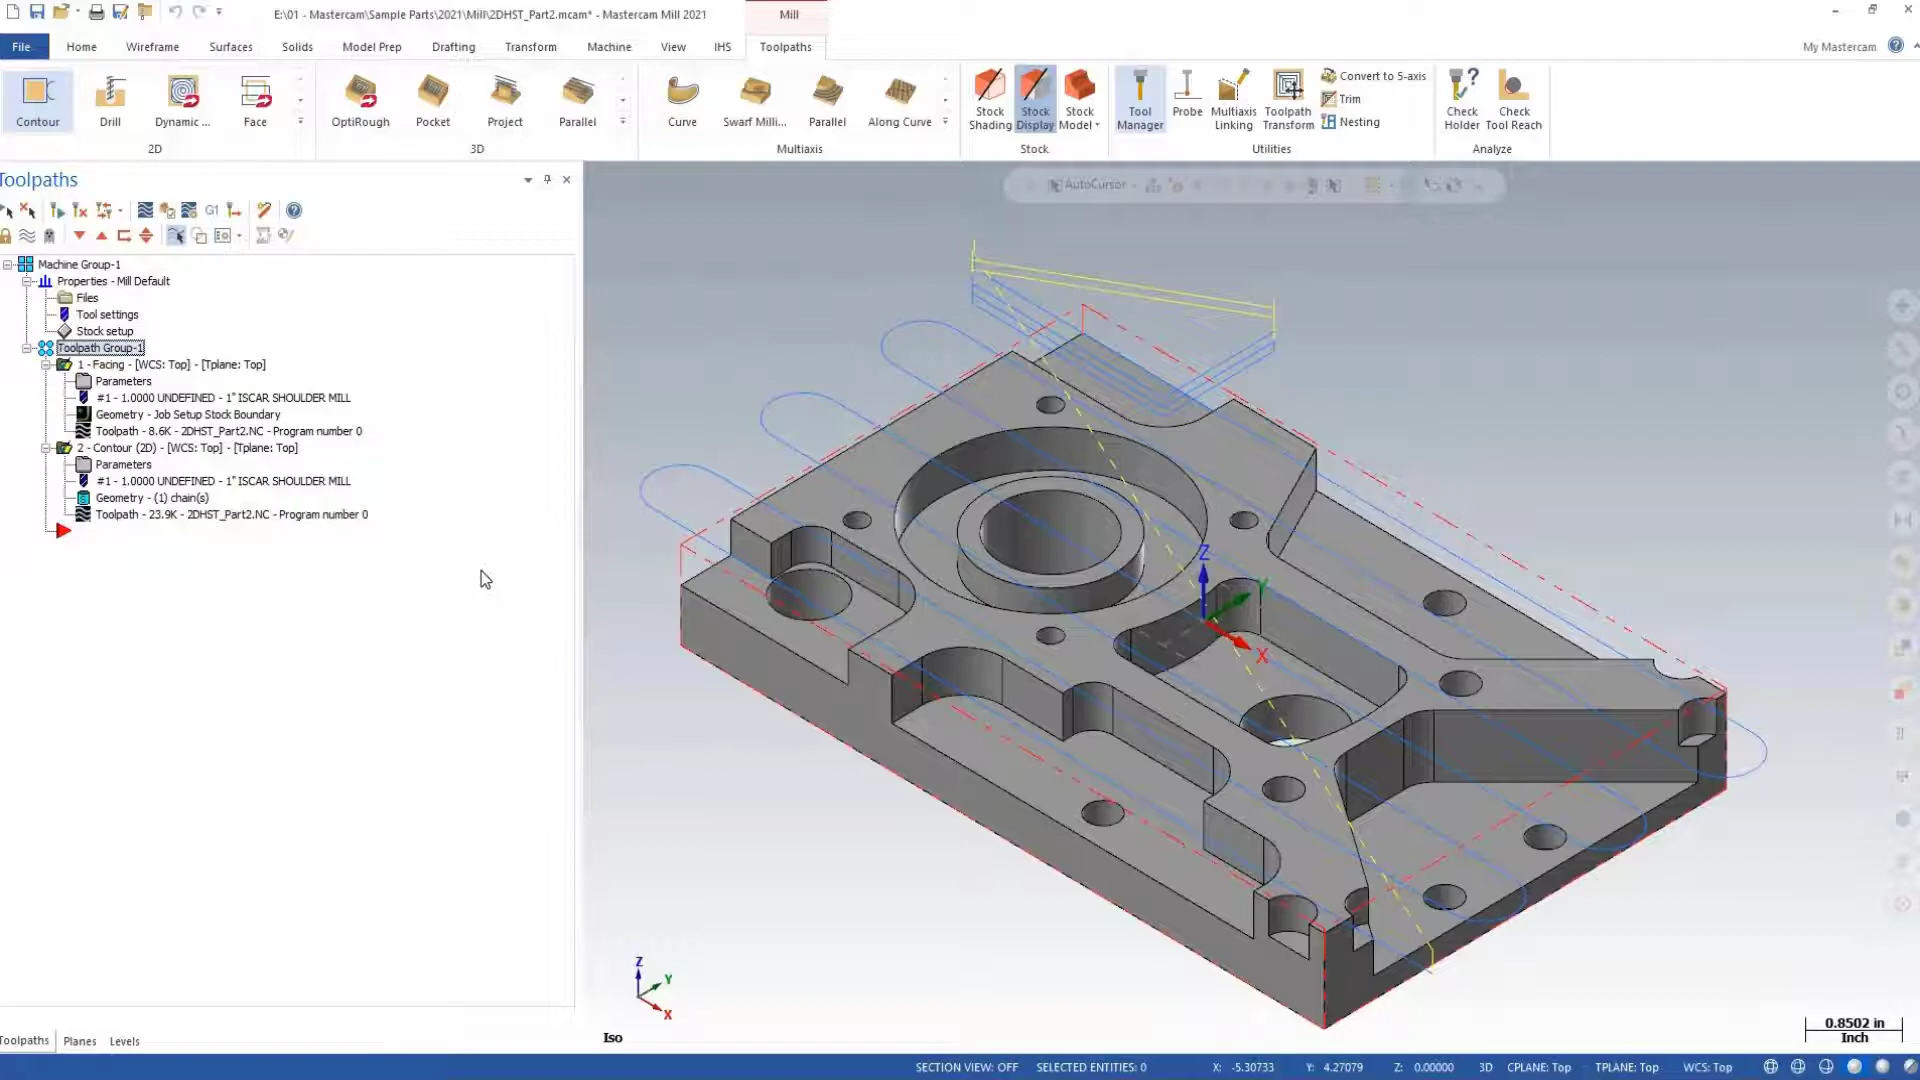 E:\01 - Mastercam\Sample Parts\2021\Mill\2DHST_Part2.mcam* - Mastercam Mill 2021
Mill
File Home Wireframe Surfaces Solids Model Prep Drafting Transform Machine View IHS Toolpaths My Mastercam
Contour Drill Dynamic ... Face
2D
OptiRough Pocket Project Parallel
3D
Curve Swarf Milli... Parallel Along Curve
Multiaxis
Stock Shading Stock Display Stock Model
Stock
Tool Manager Probe Multiaxis Linking Toolpath Transform
Convert to 5-axis
Trim
Nesting
Utilities
Check Holder Check Tool Reach
Analyze
Toolpaths
AutoCursor
G1
Machine Group-1
Properties - Mill Default
Files
Tool settings
Stock setup
Toolpath Group-1
1 - Facing - [WCS: Top] - [Tplane: Top]
Parameters
#1 - 1.0000 UNDEFINED - 1" ISCAR SHOULDER MILL
Geometry - Job Setup Stock Boundary
Toolpath - 8.6K - 2DHST_Part2.NC - Program number 0
2 - Contour (2D) - [WCS: Top] - [Tplane: Top]
Parameters
#1 - 1.0000 UNDEFINED - 1" ISCAR SHOULDER MILL
Geometry - (1) chain(s)
Toolpath - 23.9K - 2DHST_Part2.NC - Program number 0
Z
Y
X
Z
Y
X
Iso
0.8502 in
Inch
Toolpaths Planes Levels
SECTION VIEW: OFF SELECTED ENTITIES: 0 X: -5.30733 Y: 4.27079 Z: 0.00000 3D CPLANE: Top TPLANE: Top WCS: Top